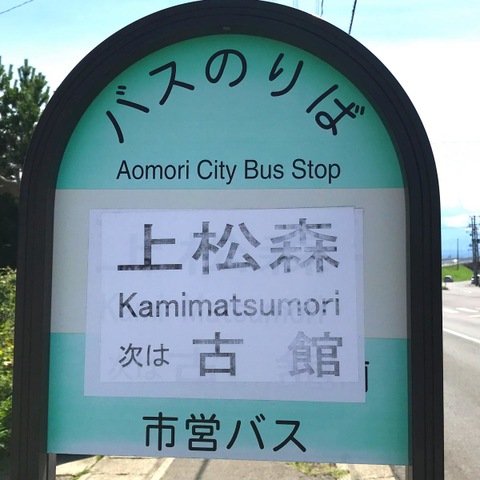 バスのりば
Aomori City Bus Stop
上松森
Kamimatsumori
次は 古館
市営バス